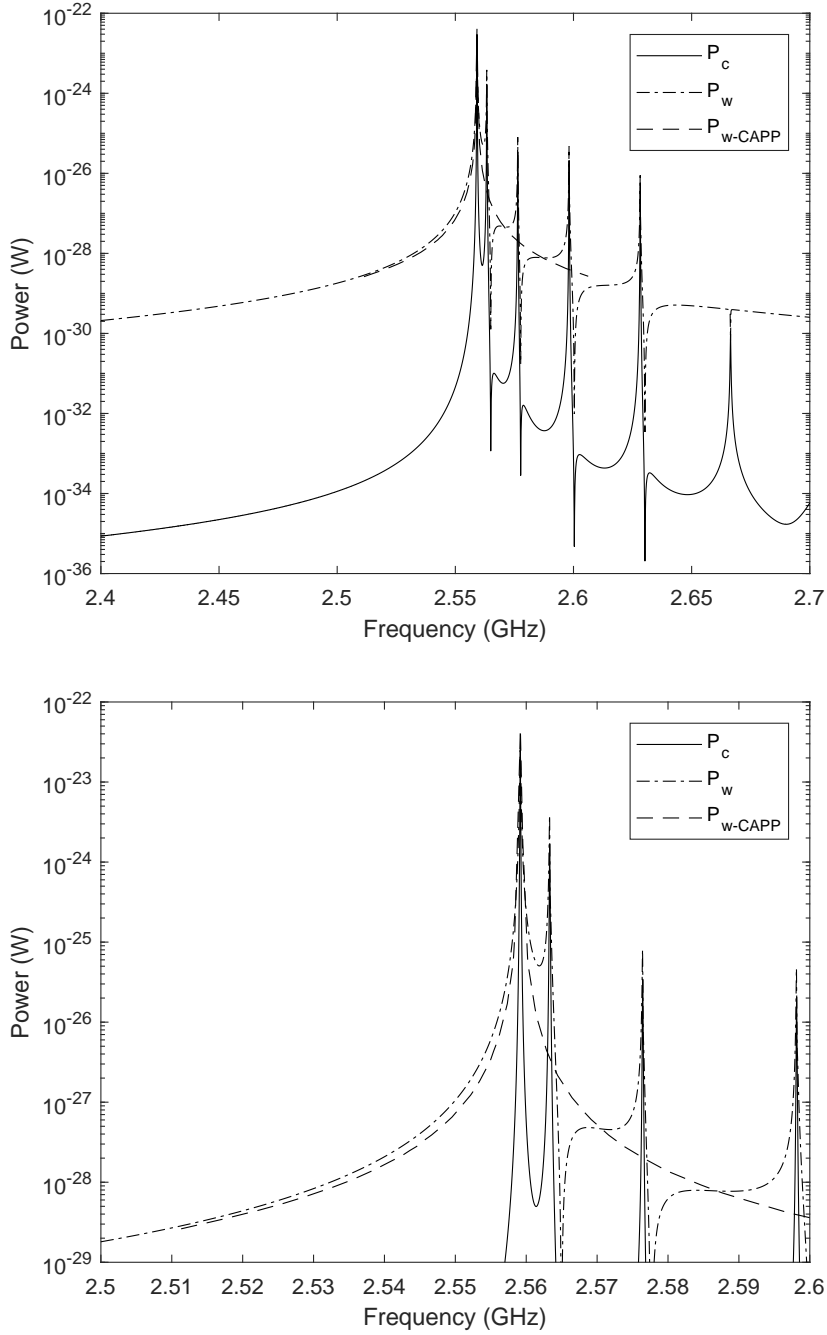 10^-22
10^-24
10^-26
10^-28
10^-30
10^-32
10^-34
10^-36
Power (W)
P_c
P_w
P_w-CAPP
2.4 2.45 2.5 2.55 2.6 2.65 2.7
Frequency (GHz)
10^-22
10^-23
10^-24
10^-25
10^-26
10^-27
10^-28
10^-29
Power (W)
P_c
P_w
P_w-CAPP
2.5 2.51 2.52 2.53 2.54 2.55 2.56 2.57 2.58 2.59 2.6
Frequency (GHz)